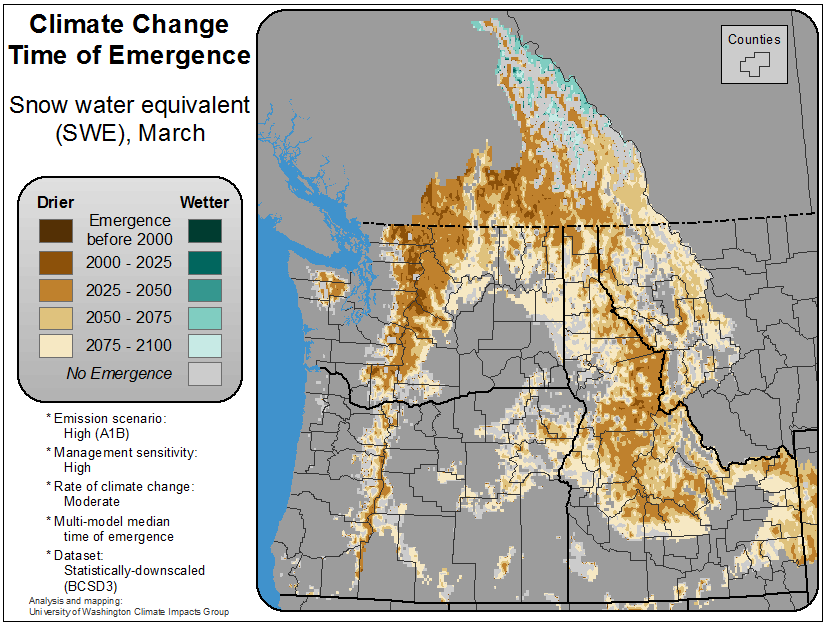 Climate Change
Time of Emergence
Snow water equivalent
(SWE), March
Drier Wetter
Emergence
before 2000
2000 - 2025
2025 - 2050
2050 - 2075
2075 - 2100
No Emergence
* Emission scenario:
High (A1B)
* Management sensitivity:
High
* Rate of climate change:
Moderate
* Multi-model median
time of emergence
* Dataset:
Statistically-downscaled
(BCSD3)
Analysis and mapping:
University of Washington Climate Impacts Group
Counties